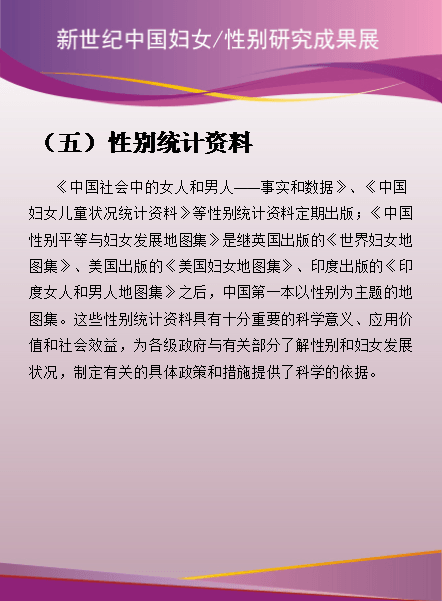 新世纪中国妇女/性别研究成果展
（五）性别统计资料
《中国社会中的女人和男人——事实和数据》、《中国
妇女儿童状况统计资料》等性别统计资料定期出版；《中国
性别平等与妇女发展地图集》是继英国出版的《世界妇女地
图集》、美国出版的《美国妇女地图集》、印度出版的《印
度女人和男人地图集》之后，中国第一本以性别为主题的地
图集。这些性别统计资料具有十分重要的科学意义、应用价
值和社会效益，为各级政府与有关部分了解性别和妇女发展
状况，制定有关的具体政策和措施提供了科学的依据。